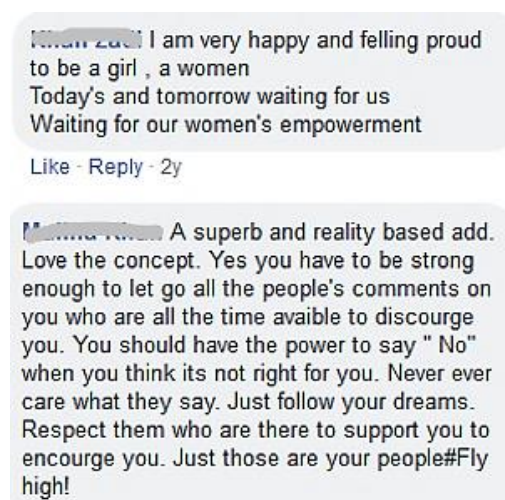 I am very happy and felling proud
to be a girl , a women
Today's and tomorrow waiting for us
Waiting for our women's empowerment
Like · Reply · 2y
A superb and reality based add.
Love the concept. Yes you have to be strong
enough to let go all the people's comments on
you who are all the time avaible to discourge
you. You should have the power to say " No"
when you think its not right for you. Never ever
care what they say. Just follow your dreams.
Respect them who are there to support you to
encourge you. Just those are your people#Fly
high!